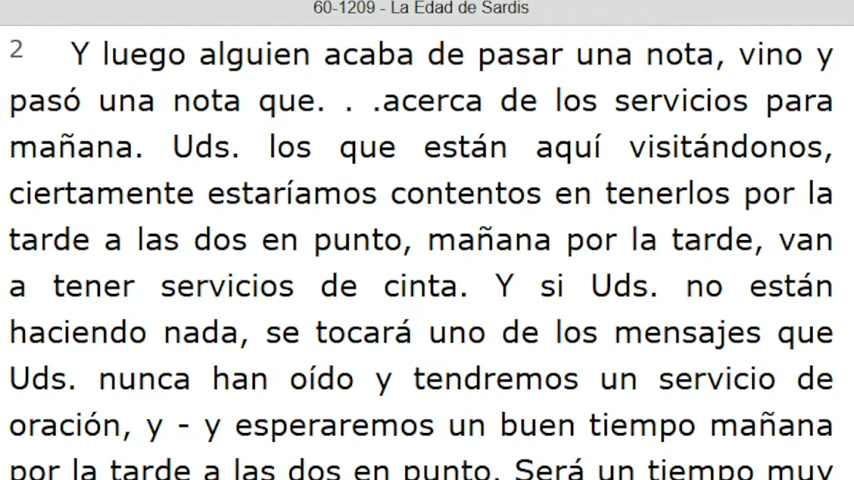 60-1209 - La Edad de Sardis
2 Y luego alguien acaba de pasar una nota, vino y
pasó una nota que. . .acerca de los servicios para
mañana. Uds. los que están aquí visitándonos,
ciertamente estaríamos contentos en tenerlos por la
tarde a las dos en punto, mañana por la tarde, van
a tener servicios de cinta. Y si Uds. no están
haciendo nada, se tocará uno de los mensajes que
Uds. nunca han oído y tendremos un servicio de
oración, y - y esperaremos un buen tiempo mañana
por la tarde a las dos en punto. Será un tiempo muy